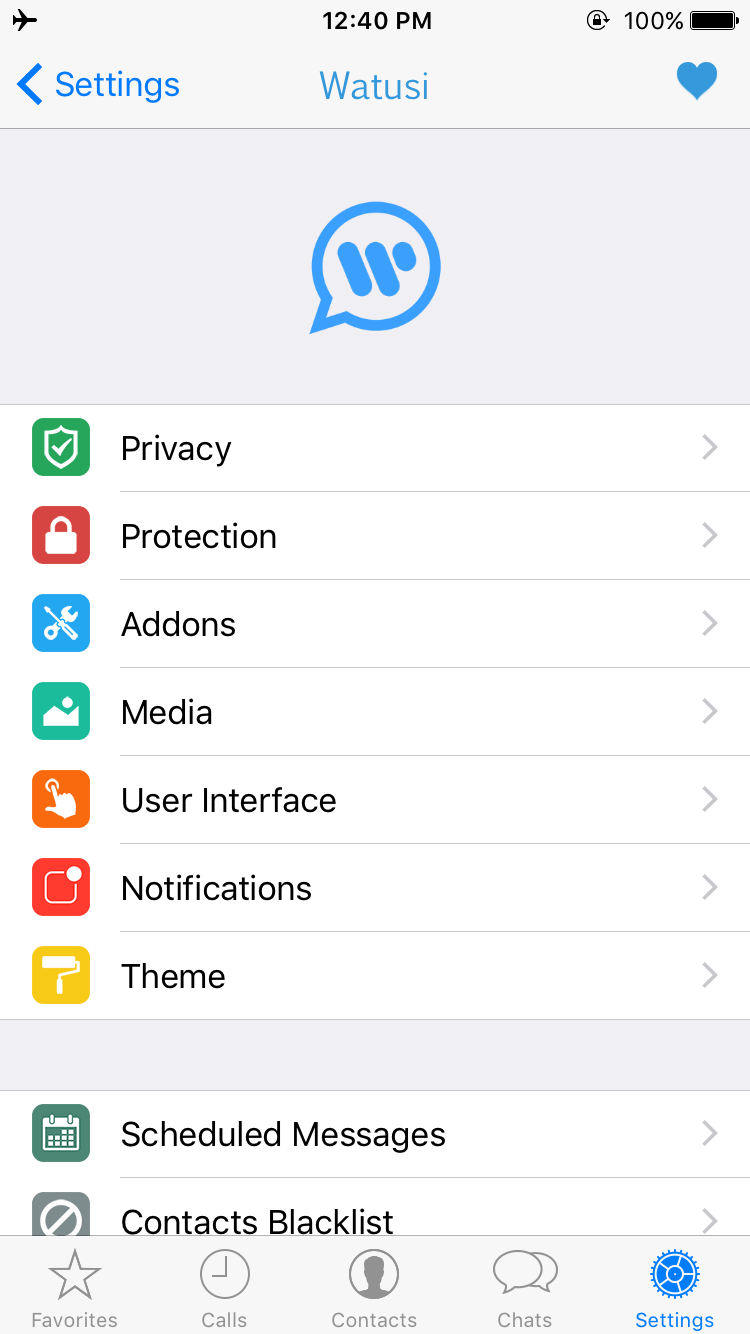 12:40 PM 100%
Settings Watusi
Privacy
Protection
Addons
Media
User Interface
Notifications
Theme
Scheduled Messages
Contacts Blacklist
Favorites Calls Contacts Chats Settings